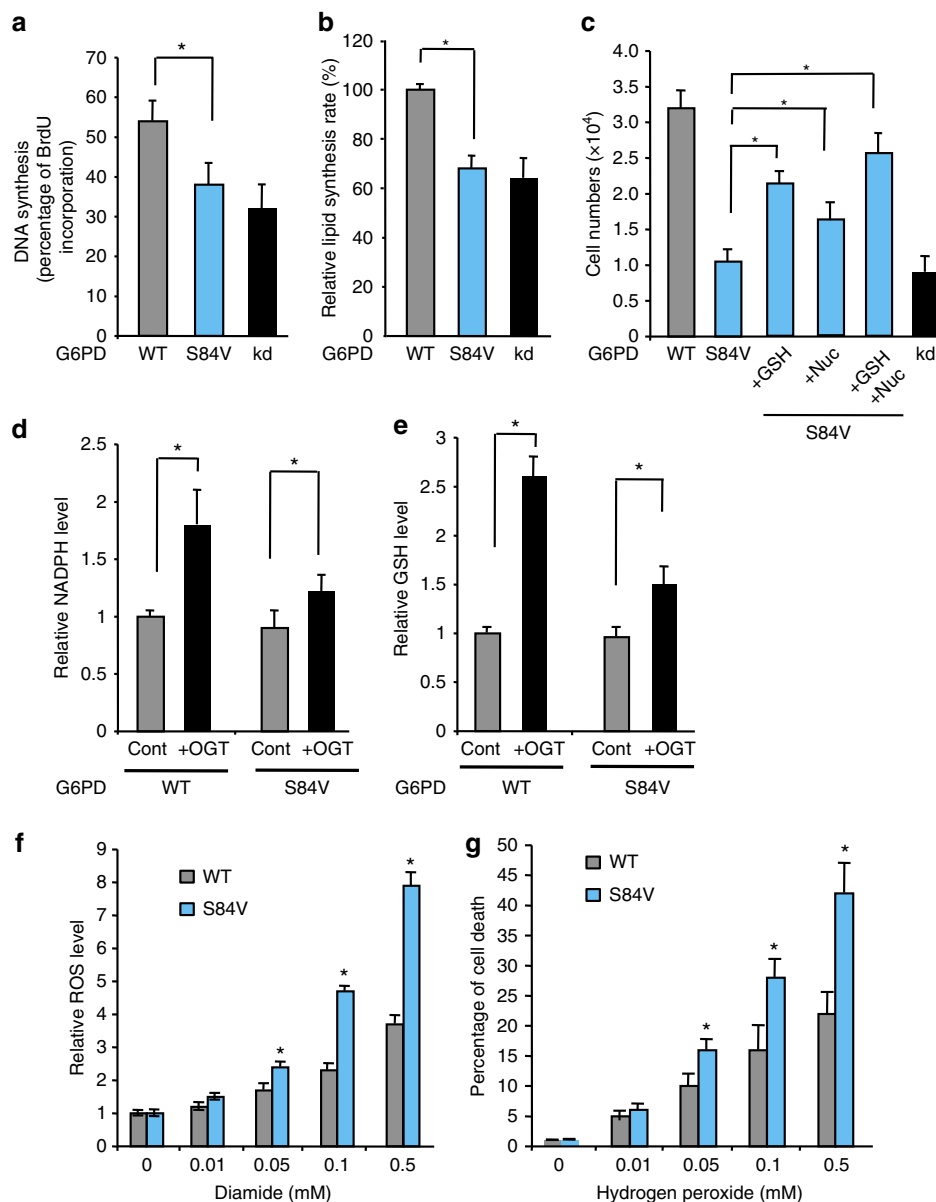 a
DNA synthesis
(percentage of BrdU
incorporation)
70
60
50
40
30
20
10
0
*
G6PD WT S84V kd
b
Relative lipid synthesis rate (%)
120
100
80
60
40
20
0
*
G6PD WT S84V kd
c
Cell numbers (×10⁴)
4.0
3.5
3.0
2.5
2.0
1.5
1.0
0.5
0
*
*
*
G6PD WT S84V +GSH +Nuc +GSH +Nuc kd
S84V
d
Relative NADPH level
2.5
2
1.5
1
0.5
0
* *
Cont +OGT Cont +OGT
G6PD WT S84V
e
Relative GSH level
3
2.5
2
1.5
1
0.5
0
* *
Cont +OGT Cont +OGT
G6PD WT S84V
f
Relative ROS level
9
8
7
6
5
4
3
2
1
0
WT
S84V
* * *
0 0.01 0.05 0.1 0.5
Diamide (mM)
g
Percentage of cell death
50
45
40
35
30
25
20
15
10
5
0
WT
S84V
* * *
0 0.01 0.05 0.1 0.5
Hydrogen peroxide (mM)